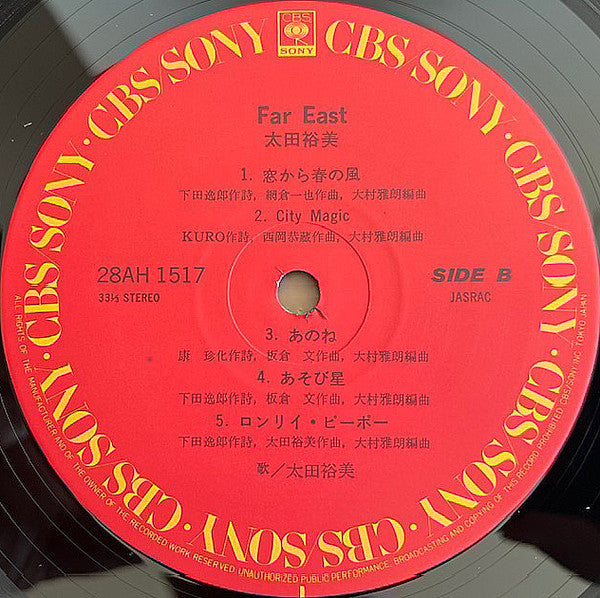 CBS
SONY
CBS/SONY · CBS/SONY · CBS/SONY · CBS/SONY · CBS/SONY · CBS/SONY · CBS/SONY · CBS/SONY
Far East
太田裕美
1. 窓から春の風
下田逸郎作詩, 網倉一也作曲, 大村雅朗編曲
2. City Magic
KURO作詩, 西岡恭蔵作曲, 大村雅朗編曲
28AH 1517
33⅓ STEREO
SIDE B
JASRAC
3. あのね
康 珍化作詩, 板倉 文作曲, 大村雅朗編曲
4. あそび星
下田逸郎作詩, 板倉 文作曲, 大村雅朗編曲
5. ロンリィ・ピーポー
下田逸郎作詩, 太田裕美作曲, 大村雅朗編曲
歌/太田裕美
ALL RIGHTS OF THE MANUFACTURER AND OF THE OWNER OF THE RECORDED WORK RESERVED. UNAUTHORIZED PUBLIC PERFORMANCE, BROADCASTING AND COPYING OF THIS RECORD PROHIBITED CBS/SONY INC. TOKYO JAPAN